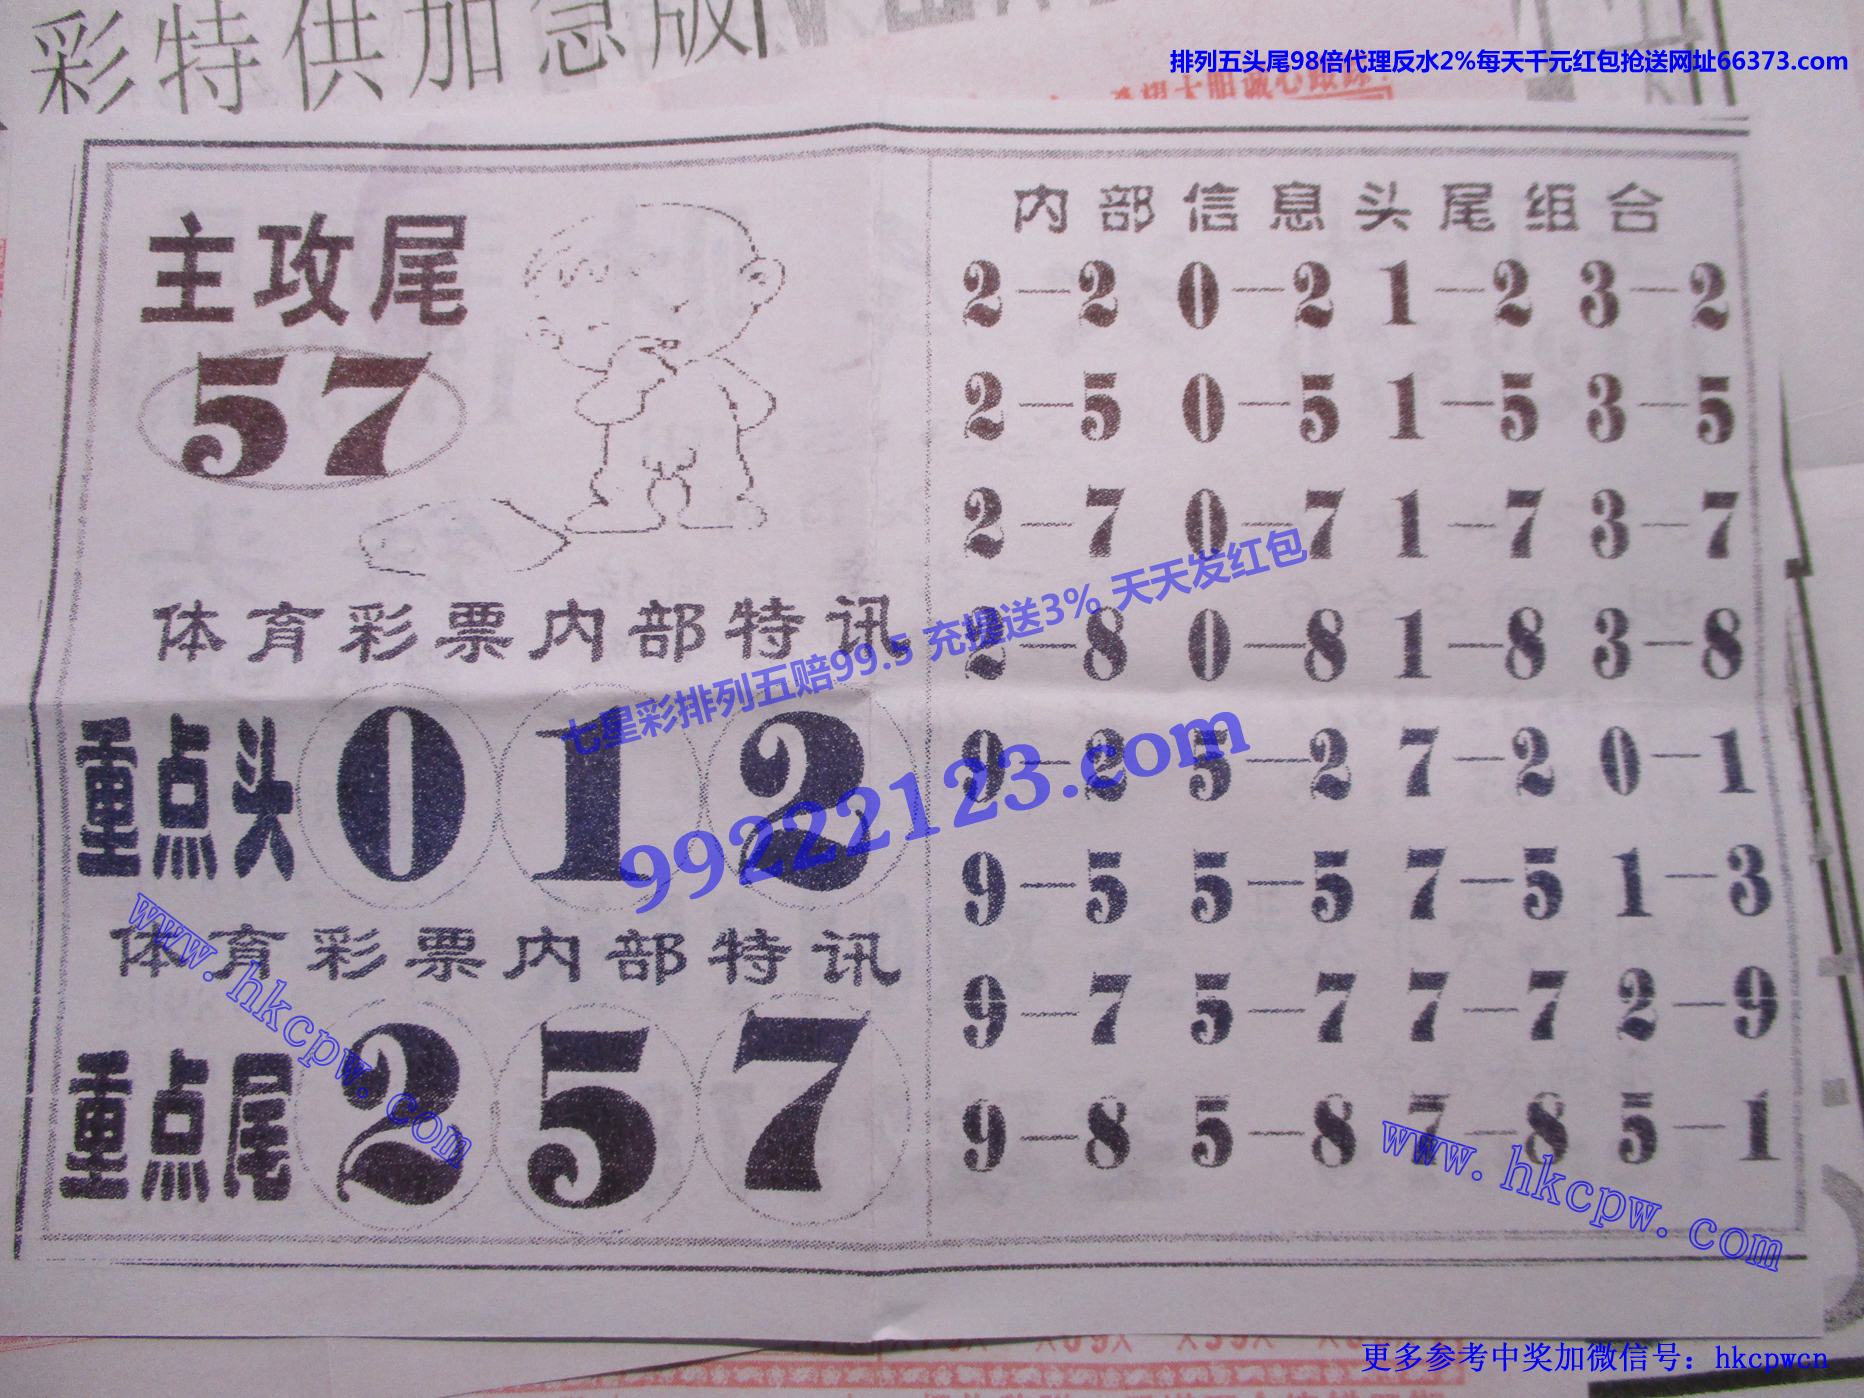 彩特供加急版
排列五头尾98倍代理反水2%每天千元红包抢送网址66373.com
主攻尾
57
体育彩票内部特讯
重点头 0 1 2
体育彩票内部特讯
重点尾 2 5 7
内部信息头尾组合
2—2 0—2 1—2 3—2
2—5 0—5 1—5 3—5
2—7 0—7 1—7 3—7
2—8 0—8 1—8 3—8
9—2 5—2 7—2 0—1
9—5 5—5 7—5 1—3
9—7 5—7 7—7 2—9
9—8 5—8 7—8 5—1
七星彩排列五赔99.5 充提送3% 天天发红包
99222123.com
www.hkcpw.com
www.hkcpw.com
更多参考中奖加微信号：hkcpwcn